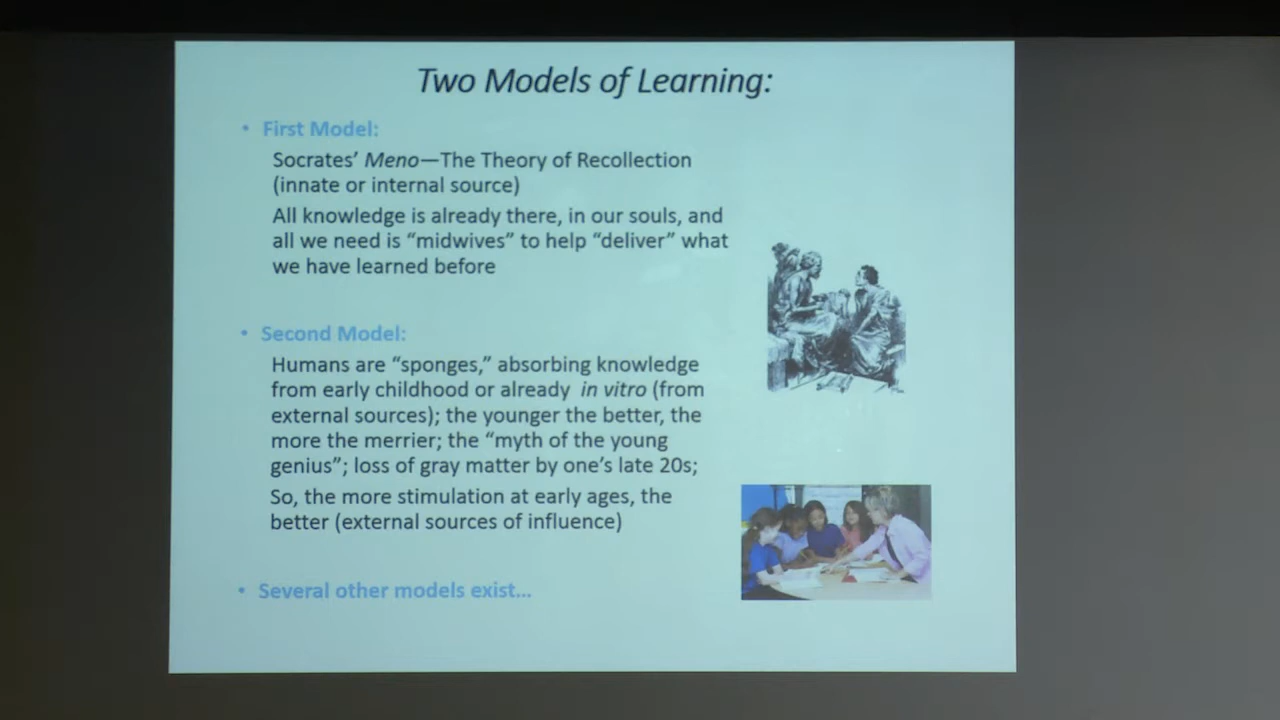 Two Models of Learning:
• First Model:
Socrates’ Meno—The Theory of Recollection
(innate or internal source)
All knowledge is already there, in our souls, and
all we need is “midwives” to help “deliver” what
we have learned before
• Second Model:
Humans are “sponges,” absorbing knowledge
from early childhood or already in vitro (from
external sources); the younger the better, the
more the merrier; the “myth of the young
genius”; loss of gray matter by one’s late 20s;
So, the more stimulation at early ages, the
better (external sources of influence)
• Several other models exist...